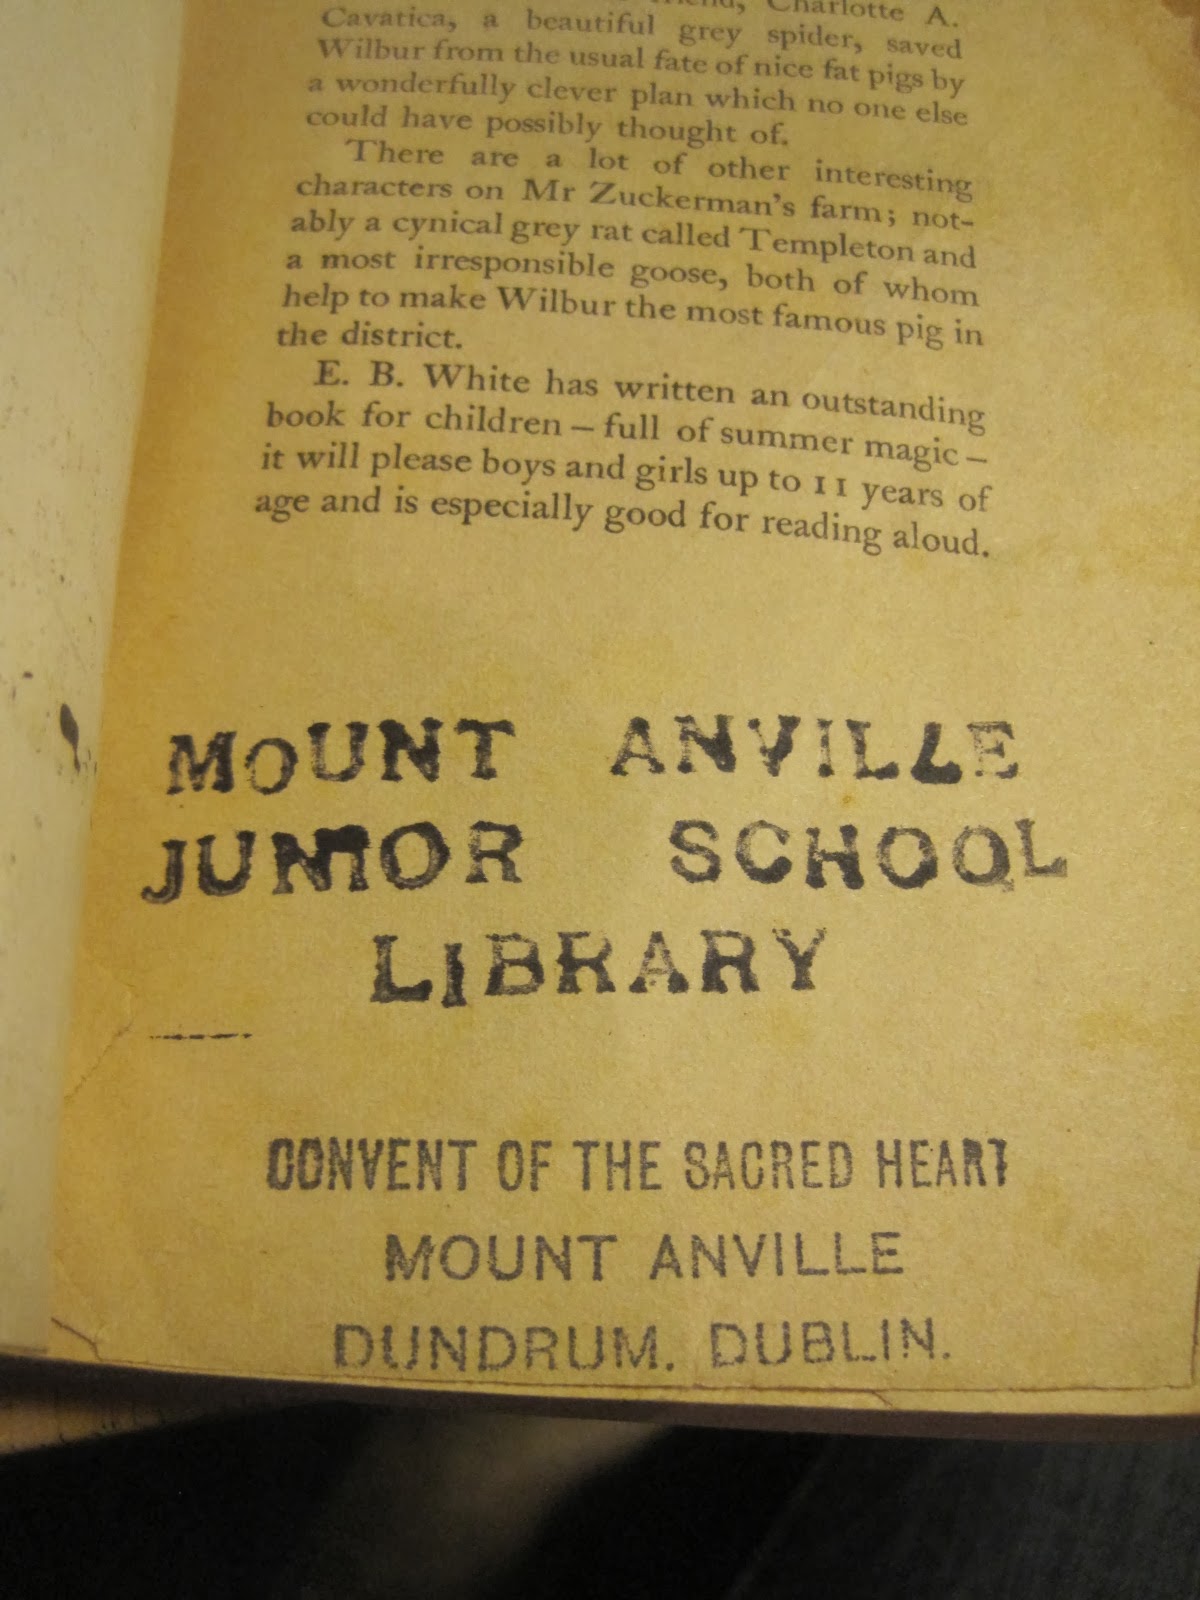 friend, Charlotte A.
Cavatica, a beautiful grey spider, saved
Wilbur from the usual fate of nice fat pigs by
a wonderfully clever plan which no one else
could have possibly thought of.
There are a lot of other interesting
characters on Mr Zuckerman's farm; not-
ably a cynical grey rat called Templeton and
a most irresponsible goose, both of whom
help to make Wilbur the most famous pig in
the district.
E. B. White has written an outstanding
book for children – full of summer magic –
it will please boys and girls up to 11 years of
age and is especially good for reading aloud.
MOUNT ANVILLE
JUNIOR SCHOOL
LIBRARY
CONVENT OF THE SACRED HEART
MOUNT ANVILLE
DUNDRUM. DUBLIN.